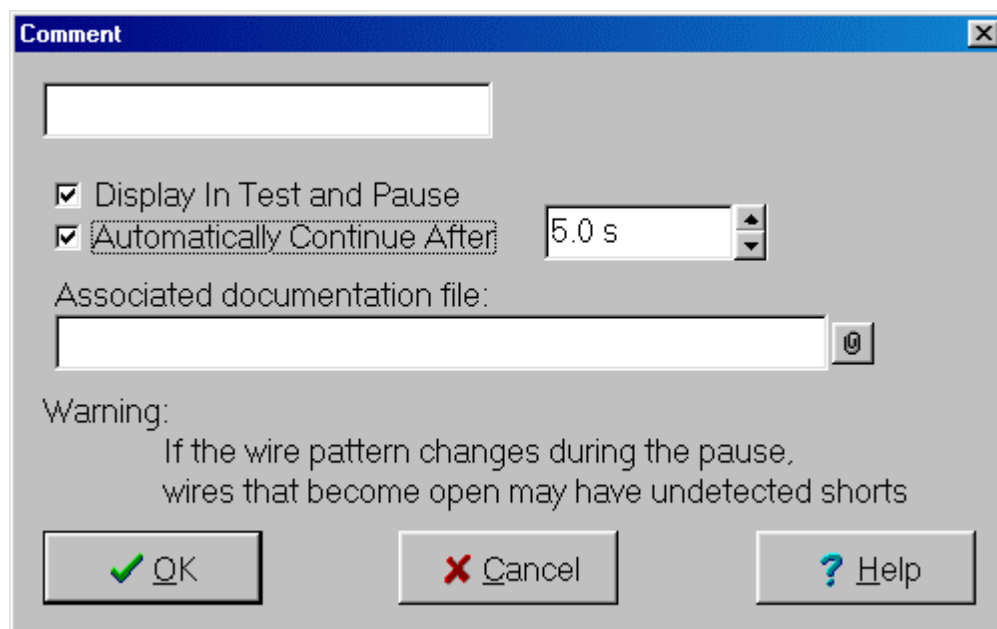 Comment
Display In Test and Pause
Automatically Continue After
5.0 s
Associated documentation file:
Warning:
If the wire pattern changes during the pause,
wires that become open may have undetected shorts
OK
Cancel
Help